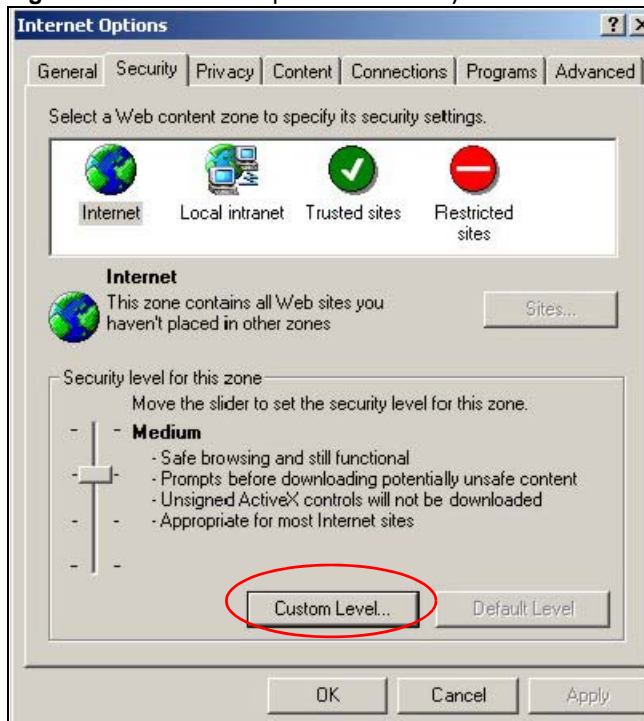 Internet Options
General Security Privacy Content Connections Programs Advanced
Select a Web content zone to specify its security settings.
Internet Local intranet Trusted sites Restricted
sites
Internet
This zone contains all Web sites you
haven't placed in other zones
Sites...
Security level for this zone
Move the slider to set the security level for this zone.
Medium
- Safe browsing and still functional
- Prompts before downloading potentially unsafe content
- Unsigned ActiveX controls will not be downloaded
- Appropriate for most Internet sites
Custom Level... Default Level
OK Cancel Apply